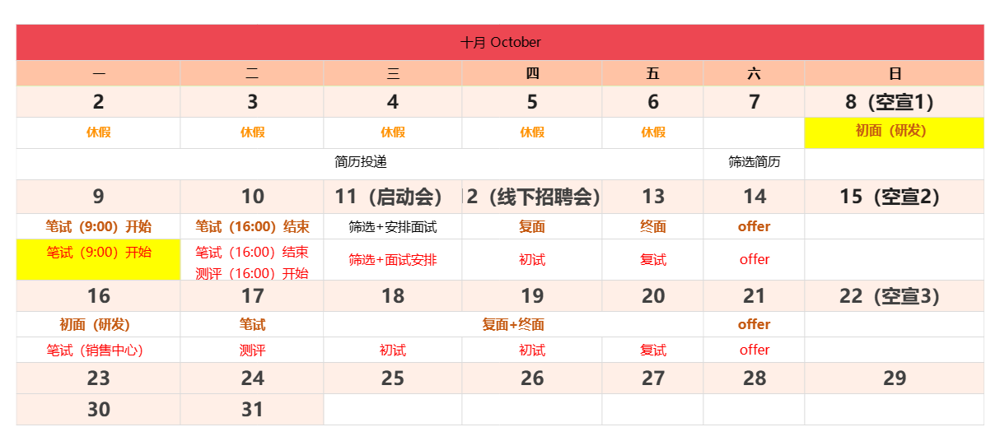 十月 October
一 二 三 四 五 六 日
2 3 4 5 6 7 8（空宣1）
休假 休假 休假 休假 休假 初面（研发）
简历投递 筛选简历
9 10 11（启动会） 12（线下招聘会） 13 14 15（空宣2）
笔试（9:00）开始 笔试（16:00）结束 筛选+安排面试 复面 终面 offer
笔试（9:00）开始 笔试（16:00）结束 筛选+面试安排 初试 复试 offer
测评（16:00）开始
16 17 18 19 20 21 22（空宣3）
初面（研发） 笔试 复面+终面 offer
笔试（销售中心） 测评 初试 初试 复试 offer
23 24 25 26 27 28 29
30 31